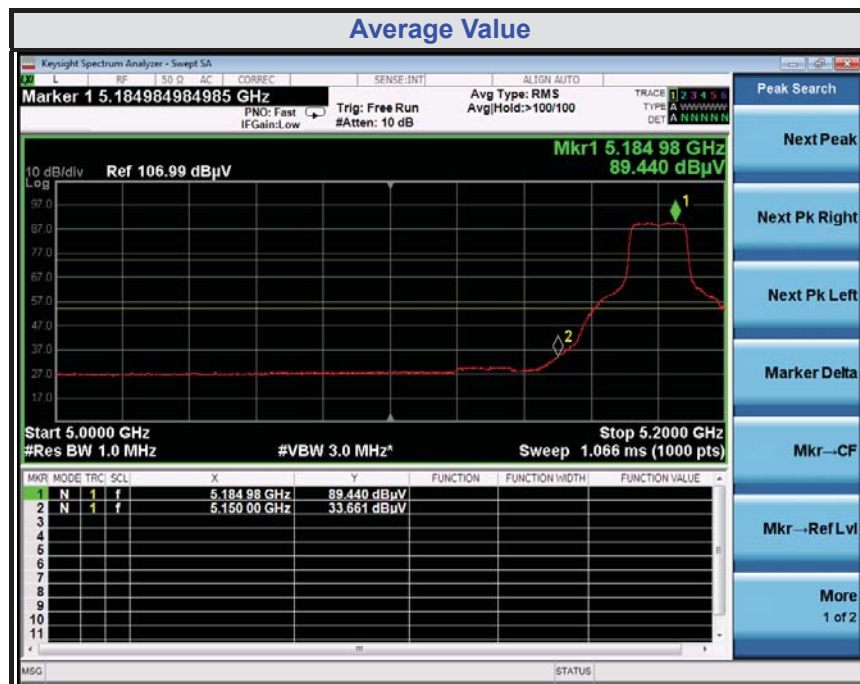 Average Value
Keysight Spectrum Analyzer - Swept SA
L RF 50 Ω AC CORREC SENSE:INT ALIGN AUTO
Marker 1 5.184984984985 GHz
PNO: Fast
IFGain:Low
Trig: Free Run
#Atten: 10 dB
Avg Type: RMS
Avg|Hold:>100/100
TRACE 1 2 3 4 5 6
TYPE A WWWWW
DET A N N N N N
Peak Search
Next Peak
Next Pk Right
Next Pk Left
Marker Delta
Mkr→CF
Mkr→Ref Lvl
More
1 of 2
Mkr1 5.184 98 GHz
89.440 dBµV
10 dB/div Ref 106.99 dBµV
Log
97.0
87.0
77.0
67.0
57.0
47.0
37.0
27.0
17.0
1
2
Start 5.0000 GHz Stop 5.2000 GHz
#Res BW 1.0 MHz #VBW 3.0 MHz* Sweep 1.066 ms (1000 pts)
MKR MODE TRC SCL X Y FUNCTION FUNCTION WIDTH FUNCTION VALUE
1 N 1 f 5.184 98 GHz 89.440 dBµV
2 N 1 f 5.150 00 GHz 33.661 dBµV
3
4
5
6
7
8
9
10
11
MSG STATUS